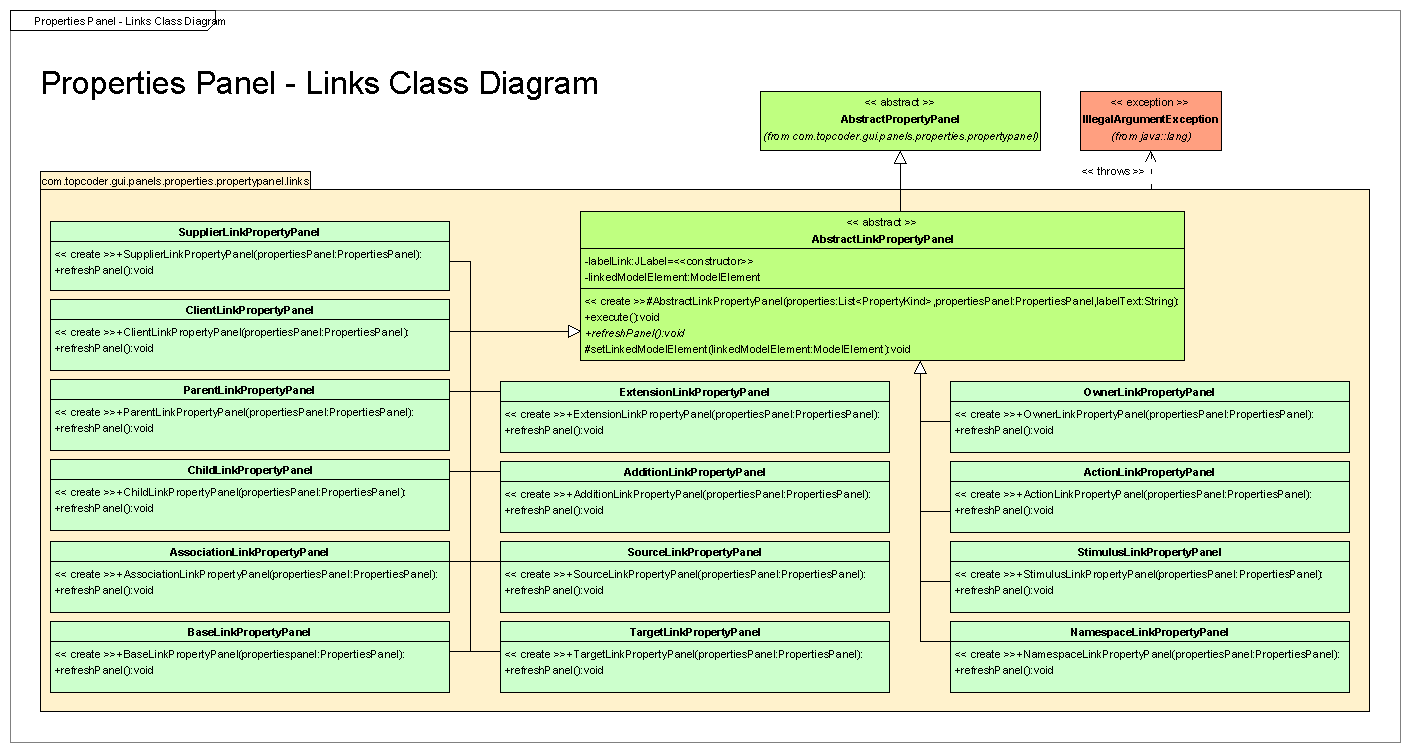 Properties Panel - Links Class Diagram
Properties Panel - Links Class Diagram
<< abstract >>
AbstractPropertyPanel
(from com.topcoder.gui.panels.properties.propertypanel)
<< exception >>
IllegalArgumentException
(from java::lang)
<< throws >>
com.topcoder.gui.panels.properties.propertypanel.links
<< abstract >>
AbstractLinkPropertyPanel
-labelLink:JLabel=<<constructor>>
-linkedModelElement:ModelElement
<< create >>#AbstractLinkPropertyPanel(properties:List<PropertyKind>,propertiesPanel:PropertiesPanel,labelText:String):
+execute():void
+refreshPanel():void
#setLinkedModelElement(linkedModelElement:ModelElement):void
SupplierLinkPropertyPanel
<< create >>+SupplierLinkPropertyPanel(propertiesPanel:PropertiesPanel):
+refreshPanel():void
ClientLinkPropertyPanel
<< create >>+ClientLinkPropertyPanel(propertiesPanel:PropertiesPanel):
+refreshPanel():void
ParentLinkPropertyPanel
<< create >>+ParentLinkPropertyPanel(propertiesPanel:PropertiesPanel):
+refreshPanel():void
ChildLinkPropertyPanel
<< create >>+ChildLinkPropertyPanel(propertiesPanel:PropertiesPanel):
+refreshPanel():void
AssociationLinkPropertyPanel
<< create >>+AssociationLinkPropertyPanel(propertiesPanel:PropertiesPanel):
+refreshPanel():void
BaseLinkPropertyPanel
<< create >>+BaseLinkPropertyPanel(propertiespanel:PropertiesPanel):
+refreshPanel():void
ExtensionLinkPropertyPanel
<< create >>+ExtensionLinkPropertyPanel(propertiesPanel:PropertiesPanel):
+refreshPanel():void
AdditionLinkPropertyPanel
<< create >>+AdditionLinkPropertyPanel(propertiesPanel:PropertiesPanel):
+refreshPanel():void
SourceLinkPropertyPanel
<< create >>+SourceLinkPropertyPanel(propertiesPanel:PropertiesPanel):
+refreshPanel():void
TargetLinkPropertyPanel
<< create >>+TargetLinkPropertyPanel(propertiesPanel:PropertiesPanel):
+refreshPanel():void
OwnerLinkPropertyPanel
<< create >>+OwnerLinkPropertyPanel(propertiesPanel:PropertiesPanel):
+refreshPanel():void
ActionLinkPropertyPanel
<< create >>+ActionLinkPropertyPanel(propertiesPanel:PropertiesPanel):
+refreshPanel():void
StimulusLinkPropertyPanel
<< create >>+StimulusLinkPropertyPanel(propertiesPanel:PropertiesPanel):
+refreshPanel():void
NamespaceLinkPropertyPanel
<< create >>+NamespaceLinkPropertyPanel(propertiesPanel:PropertiesPanel):
+refreshPanel():void